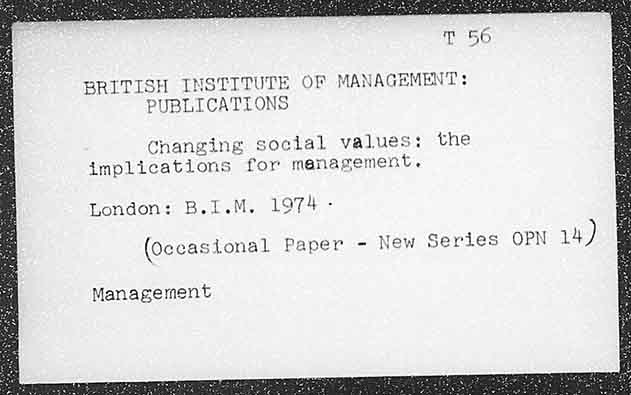 T 56
BRITISH INSTITUTE OF MANAGEMENT:
PUBLICATIONS
Changing social values: the
implications for management.
London: B.I.M. 1974.
(Occasional Paper - New Series OPN 14)
Management